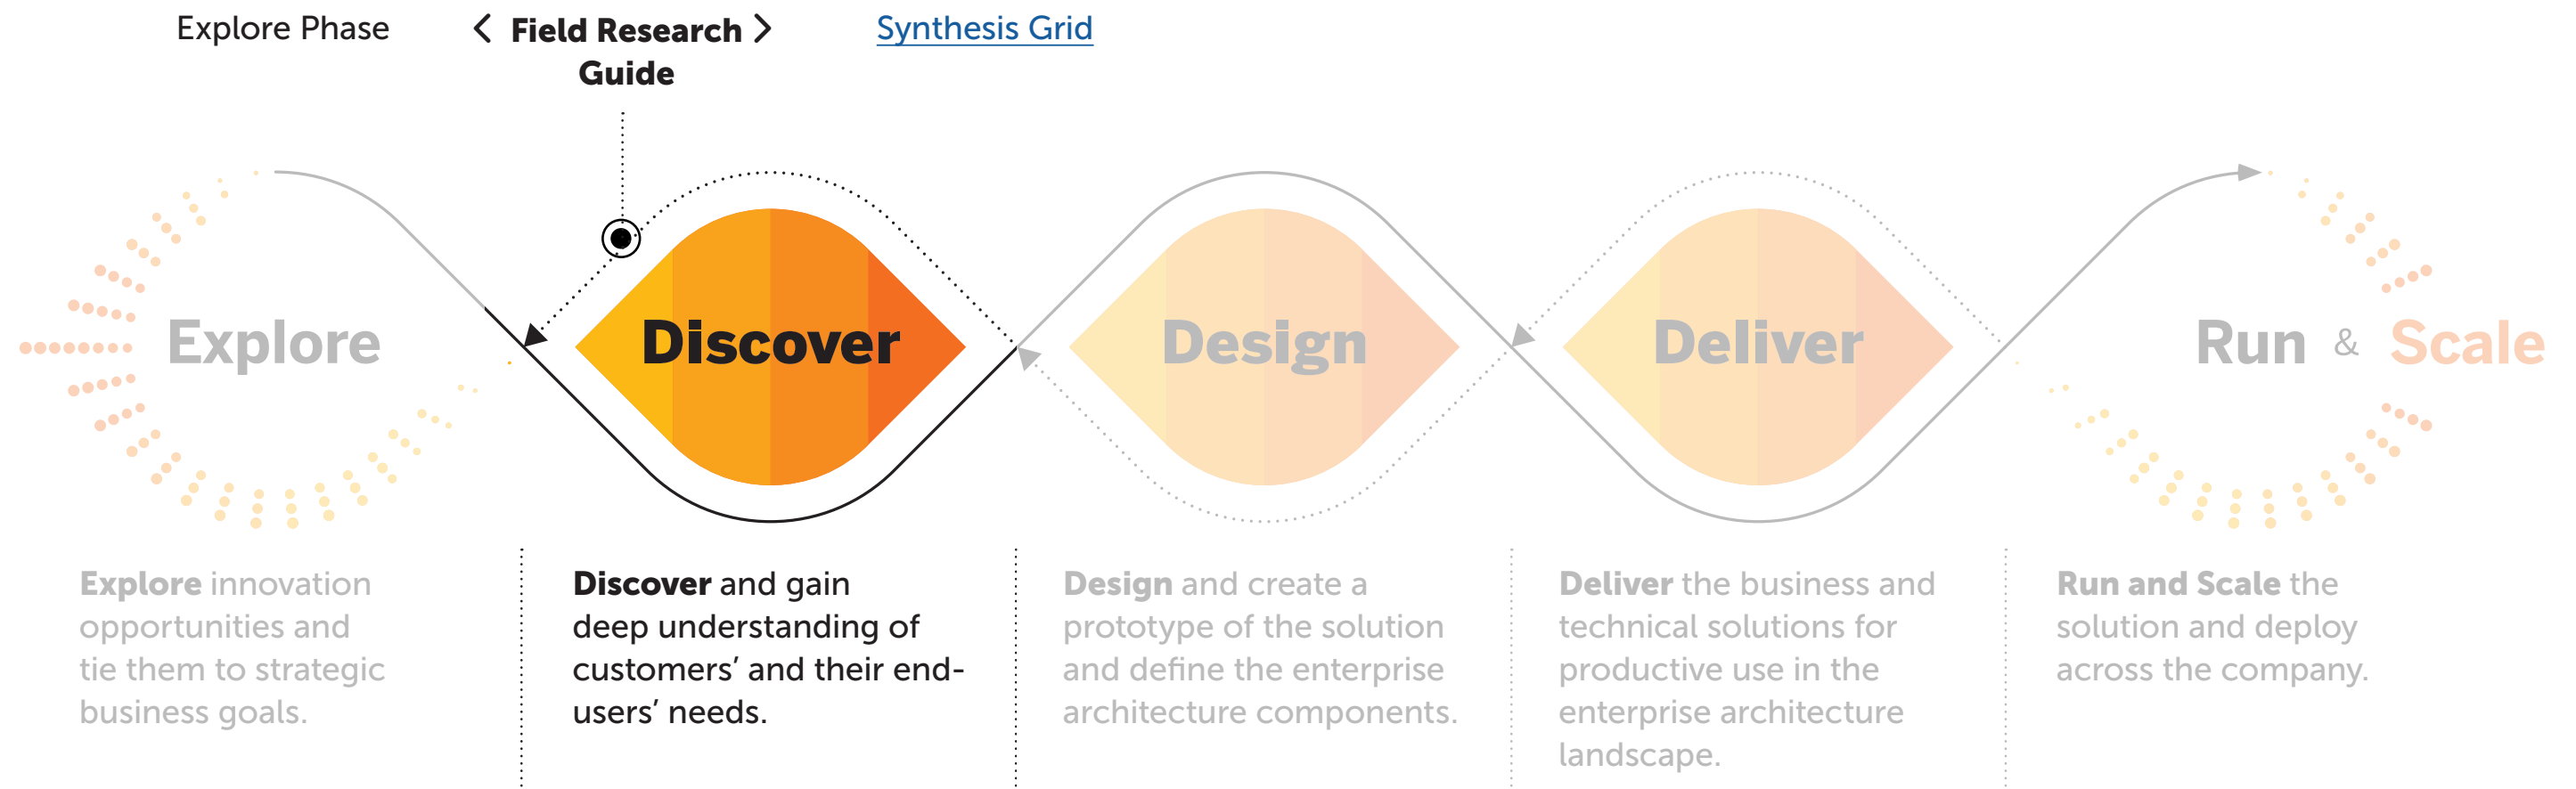 Explore Phase
< Field Research >
Guide
Synthesis Grid
Explore
Discover
Design
Deliver
Run & Scale
Explore innovation
opportunities and
tie them to strategic
business goals.
Discover and gain
deep understanding of
customers’ and their end-
users’ needs.
Design and create a
prototype of the solution
and define the enterprise
architecture components.
Deliver the business and
technical solutions for
productive use in the
enterprise architecture
landscape.
Run and Scale the
solution and deploy
across the company.